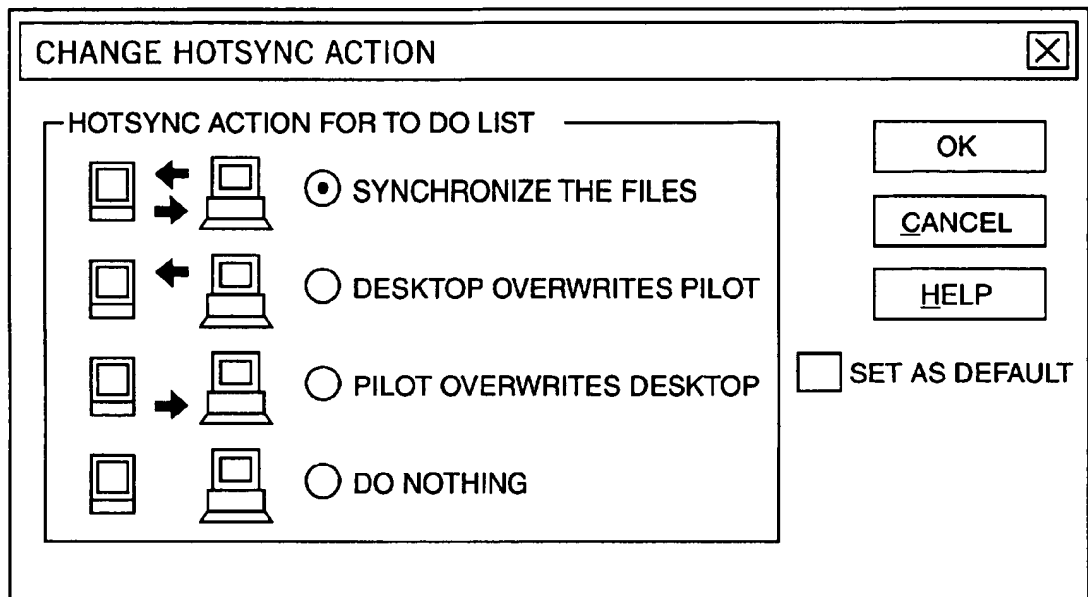 CHANGE HOTSYNC ACTION
HOTSYNC ACTION FOR TO DO LIST
SYNCHRONIZE THE FILES
DESKTOP OVERWRITES PILOT
PILOT OVERWRITES DESKTOP
DO NOTHING
OK
CANCEL
HELP
SET AS DEFAULT